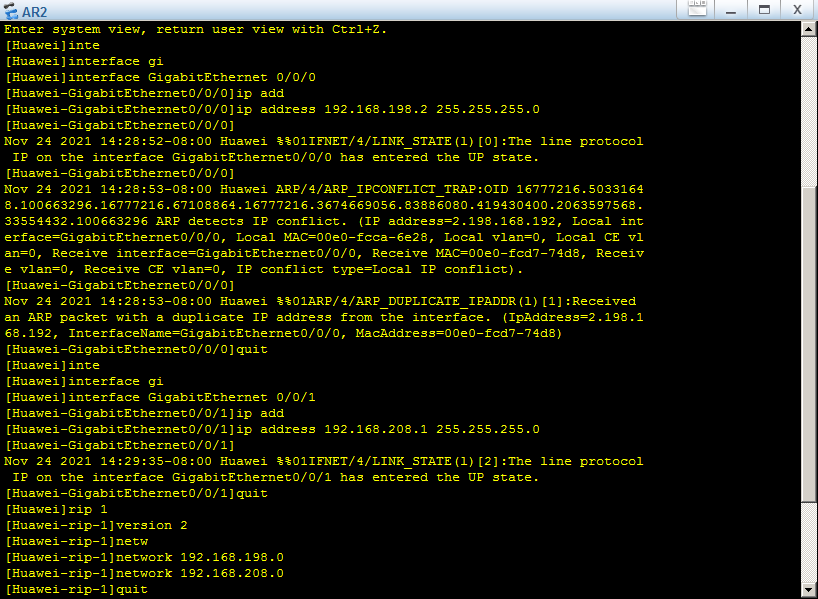 AR2
Enter system view, return user view with Ctrl+Z.
[Huawei]inte
[Huawei]interface gi
[Huawei]interface GigabitEthernet 0/0/0
[Huawei-GigabitEthernet0/0/0]ip add
[Huawei-GigabitEthernet0/0/0]ip address 192.168.198.2 255.255.255.0
[Huawei-GigabitEthernet0/0/0]
Nov 24 2021 14:28:52-08:00 Huawei %%01IFNET/4/LINK_STATE(l)[0]:The line protocol
 IP on the interface GigabitEthernet0/0/0 has entered the UP state.
[Huawei-GigabitEthernet0/0/0]
Nov 24 2021 14:28:53-08:00 Huawei ARP/4/ARP_IPCONFLICT_TRAP:OID 16777216.5033164
8.100663296.16777216.67108864.16777216.3674669056.83886080.419430400.2063597568.
33554432.100663296 ARP detects IP conflict. (IP address=2.198.168.192, Local int
erface=GigabitEthernet0/0/0, Local MAC=00e0-fcca-6e28, Local vlan=0, Local CE vl
an=0, Receive interface=GigabitEthernet0/0/0, Receive MAC=00e0-fcd7-74d8, Receiv
e vlan=0, Receive CE vlan=0, IP conflict type=Local IP conflict).
[Huawei-GigabitEthernet0/0/0]
Nov 24 2021 14:28:53-08:00 Huawei %%01ARP/4/ARP_DUPLICATE_IPADDR(l)[1]:Received
an ARP packet with a duplicate IP address from the interface. (IpAddress=2.198.1
68.192, InterfaceName=GigabitEthernet0/0/0, MacAddress=00e0-fcd7-74d8)
[Huawei-GigabitEthernet0/0/0]quit
[Huawei]inte
[Huawei]interface gi
[Huawei]interface GigabitEthernet 0/0/1
[Huawei-GigabitEthernet0/0/1]ip add
[Huawei-GigabitEthernet0/0/1]ip address 192.168.208.1 255.255.255.0
[Huawei-GigabitEthernet0/0/1]
Nov 24 2021 14:29:35-08:00 Huawei %%01IFNET/4/LINK_STATE(l)[2]:The line protocol
 IP on the interface GigabitEthernet0/0/1 has entered the UP state.
[Huawei-GigabitEthernet0/0/1]quit
[Huawei]rip 1
[Huawei-rip-1]version 2
[Huawei-rip-1]netw
[Huawei-rip-1]network 192.168.198.0
[Huawei-rip-1]network 192.168.208.0
[Huawei-rip-1]quit